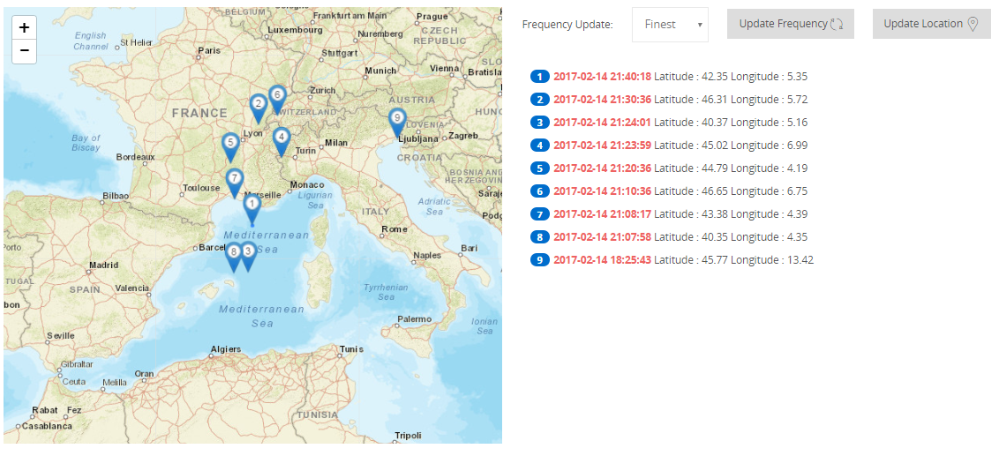 +
−
BELGIUM
Frankfurt am Main
Prague
English
Channel
St Helier
Luxembourg
Nuremberg
CZECH
REPUBLIC
Paris
Stuttgart
Munich
Vienna
Bratisla
SLO
Zurich
AUSTRIA
FRANCE
2
6
SWITZERLAND
HUNG
9
SLOVENIA
Lyon
Ljubljana
Zagreb
Bay of
Biscay
5
4
Milan
Turin
CROATIA
Bordeaux
BOSNIA AND
HERZEGOVIN
7
Toulouse
Monaco
Marseille
Ligurian
Sea
Saraje
Bilbao
1
ITALY
Adriatic
Sea
Podg
Mediterranean
Sea
Rome
Porto
Barcel
8
3
Bari
Naples
Madrid
TUGAL
SPAIN
Valencia
Tyrrhenian
Sea
bon
Mediterranean
Sea
Palermo
Ionian
Sea
Seville
Algiers
Tunis
Gibraltar
Ceuta
Melilla
Oran
Rabat
Fez
TUNISIA
Casablanca
Tripoli
Frequency Update: Finest Update Frequency Update Location
1 2017-02-14 21:40:18 Latitude : 42.35 Longitude : 5.35
2 2017-02-14 21:30:36 Latitude : 46.31 Longitude : 5.72
3 2017-02-14 21:24:01 Latitude : 40.37 Longitude : 5.16
4 2017-02-14 21:23:59 Latitude : 45.02 Longitude : 6.99
5 2017-02-14 21:20:36 Latitude : 44.79 Longitude : 4.19
6 2017-02-14 21:10:36 Latitude : 46.65 Longitude : 6.75
7 2017-02-14 21:08:17 Latitude : 43.38 Longitude : 4.39
8 2017-02-14 21:07:58 Latitude : 40.35 Longitude : 4.35
9 2017-02-14 18:25:43 Latitude : 45.77 Longitude : 13.42